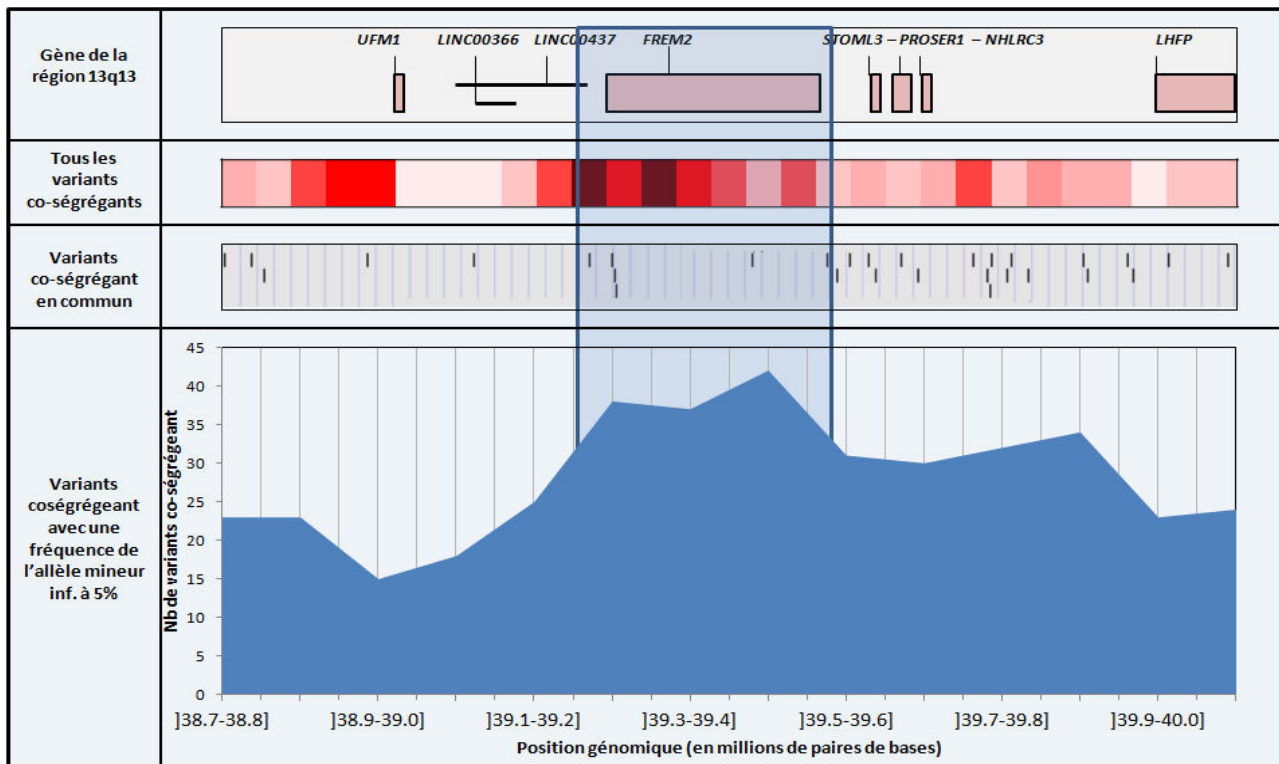 Gène de la
région 13q13
UFM1 LINC00366 LINC00437 FREM2 STOML3 – PROSER1 – NHLRC3 LHFP
Tous les
variants
co-ségrégants
Variants
co-ségrégant
en commun
Variants
coségrégeant
avec une
fréquence de
l'allèle mineur
inf. à 5%
Nb de variants co-ségrégeant
45
40
35
30
25
20
15
10
5
0
]38.7-38.8] ]38.9-39.0] ]39.1-39.2] ]39.3-39.4] ]39.5-39.6] ]39.7-39.8] ]39.9-40.0]
Position génomique (en millions de paires de bases)